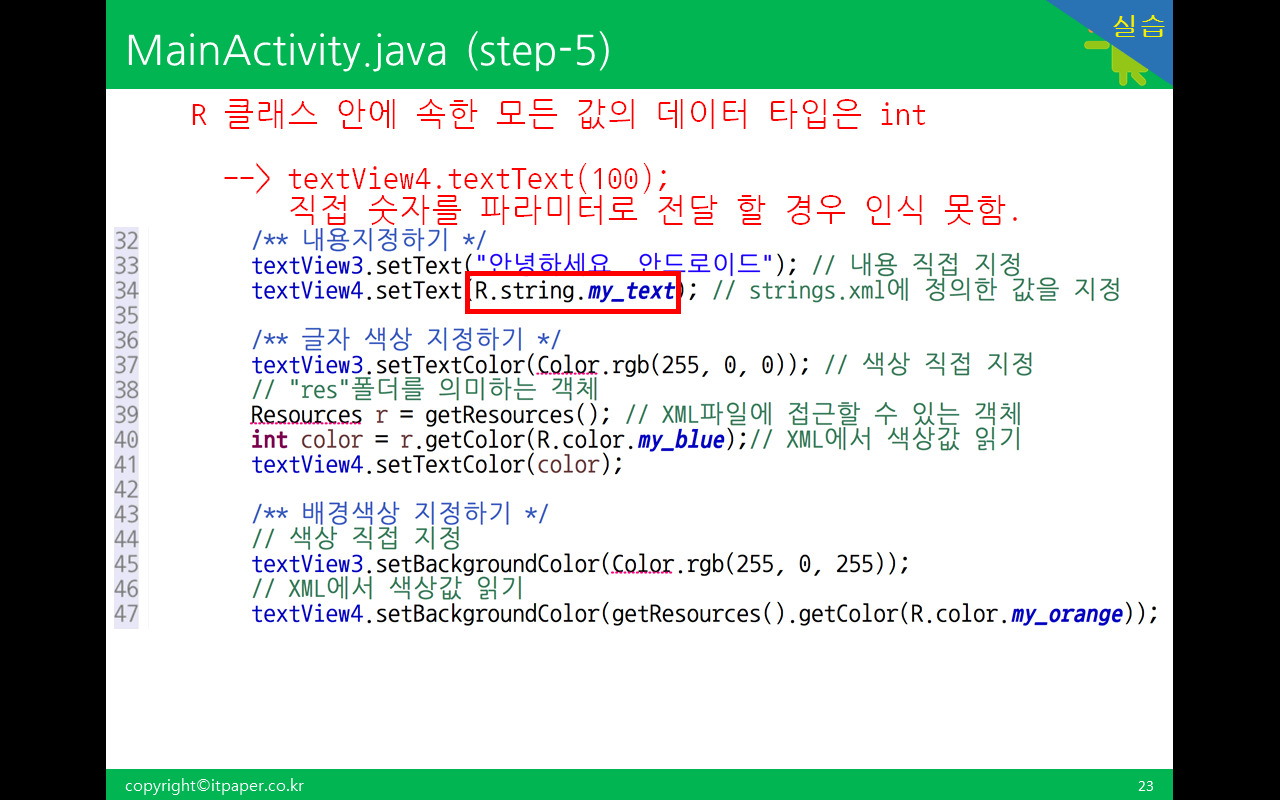 실습
MainActivity.java (step-5)
R 클래스 안에 속한 모든 값의 데이터 타입은 int
--> textView4.textText(100);
직접 숫자를 파라미터로 전달 할 경우 인식 못함.
32 /** 내용지정하기 */
33 textView3.setText("안녕하세요 안드로이드"); // 내용 직접 지정
34 textView4.setText(R.string.my_text); // strings.xml에 정의한 값을 지정
35
36 /** 글자 색상 지정하기 */
37 textView3.setTextColor(Color.rgb(255, 0, 0)); // 색상 직접 지정
38 // "res"폴더를 의미하는 객체
39 Resources r = getResources(); // XML파일에 접근할 수 있는 객체
40 int color = r.getColor(R.color.my_blue);// XML에서 색상값 읽기
41 textView4.setTextColor(color);
42
43 /** 배경색상 지정하기 */
44 // 색상 직접 지정
45 textView3.setBackgroundColor(Color.rgb(255, 0, 255));
46 // XML에서 색상값 읽기
47 textView4.setBackgroundColor(getResources().getColor(R.color.my_orange));
copyright©itpaper.co.kr
23